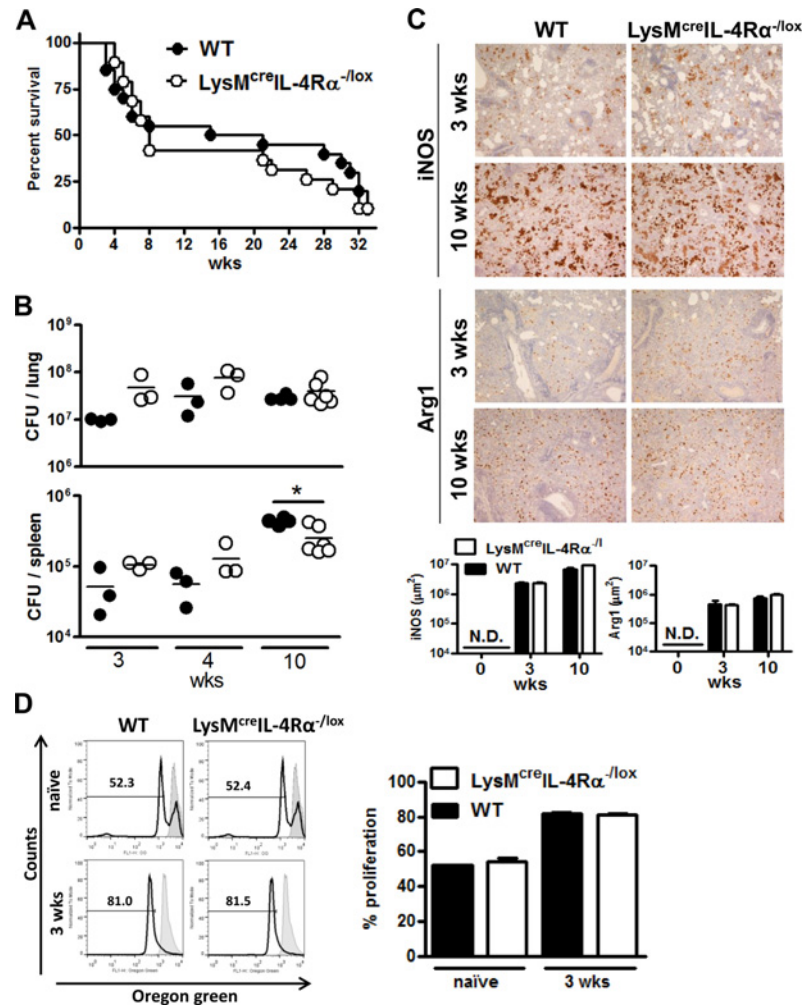 A
Percent survival
100
75
50
25
0
0 4 8 12 16 20 24 28 32
wks
WT
LysMcreIL-4Rα-/lox
B
CFU / lung
10⁹
10⁸
10⁷
10⁶
CFU / spleen
10⁶
10⁵
10⁴
*
3 4 10
wks
C
WT LysMcreIL-4Rα-/lox
iNOS
3 wks
10 wks
Arg1
3 wks
10 wks
LysMcreIL-4Rα-/l
WT
iNOS (µm²)
10⁷
10⁶
10⁵
10⁴
N.D.
0 3 10
wks
Arg1 (µm²)
10⁷
10⁶
10⁵
10⁴
N.D.
0 3 10
wks
D
WT LysMcreIL-4Rα-/lox
Counts
naïve
52.3
52.4
3 wks
81.0
81.5
Oregon green
% proliferation
100
80
60
40
20
0
LysMcreIL-4Rα-/lox
WT
naïve 3 wks